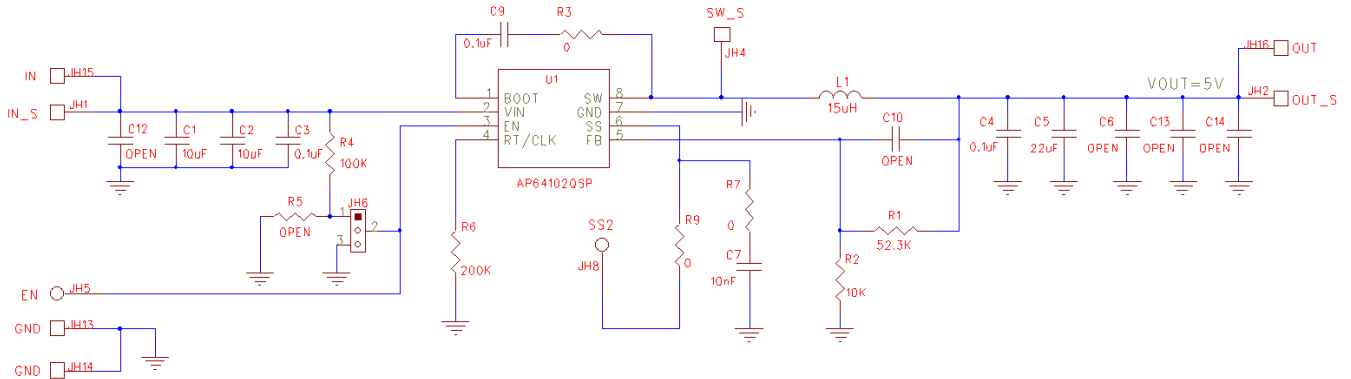 C9
0.1uF
R3
0
SW_S
JH4
IN
JH15
IN_S
JH1
C12
OPEN
C1
10uF
C2
10uF
C3
0.1uF
R4
100K
U1
1 BOOT
2 VIN
3 EN
4 RT/CLK
SW 8
GND 7
SS 6
FB 5
AP64102QSP
L1
15uH
VOUT=5V
JH16
OUT
JH2
OUT_S
C10
OPEN
C4
0.1uF
C5
22uF
C6
OPEN
C13
OPEN
C14
OPEN
R5
OPEN
JH6
1
2
3
R6
200K
SS2
JH8
R9
0
R7
0
C7
10nF
R1
52.3K
R2
10K
EN
JH5
GND
JH13
GND
JH14